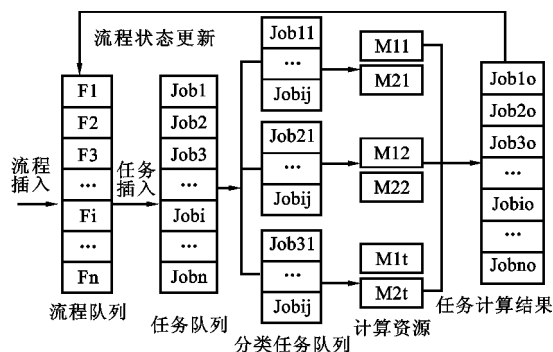 流程状态更新
流程
插入
F1
F2
F3
...
Fi
...
Fn
流程队列
任务
插入
Job1
Job2
Job3
...
Jobi
...
Jobn
任务队列
Job11
...
Jobij
Job21
...
Jobij
Job31
...
Jobij
分类任务队列
M11
M21
M12
M22
M1t
M2t
计算资源
Job1o
Job2o
Job3o
...
Jobio
...
Jobno
任务计算结果